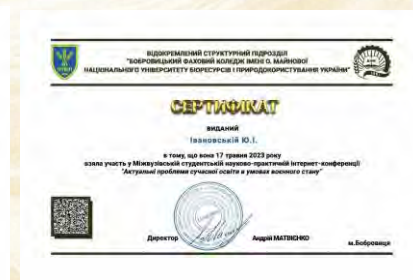 ВІДОКРЕМЛЕНИЙ СТРУКТУРНИЙ ПІДРОЗДІЛ
"БОБРОВИЦЬКИЙ ФАХОВИЙ КОЛЕДЖ ІМЕНІ О. МАЙНОВОЇ
НАЦІОНАЛЬНОГО УНІВЕРСИТЕТУ БІОРЕСУРСІВ І ПРИРОДОКОРИСТУВАННЯ УКРАЇНИ"
СЕРТИФІКАТ
ВИДАНИЙ
Івановській Ю.І.
в тому, що вона 17 травня 2023 року
взяла участь у Міжвузівській студентській науково-практичній інтернет-конференції
"Актуальні проблеми сучасної освіти в умовах воєнного стану"
Директор Андрій МАТВІЄНКО
м.Бобровиця